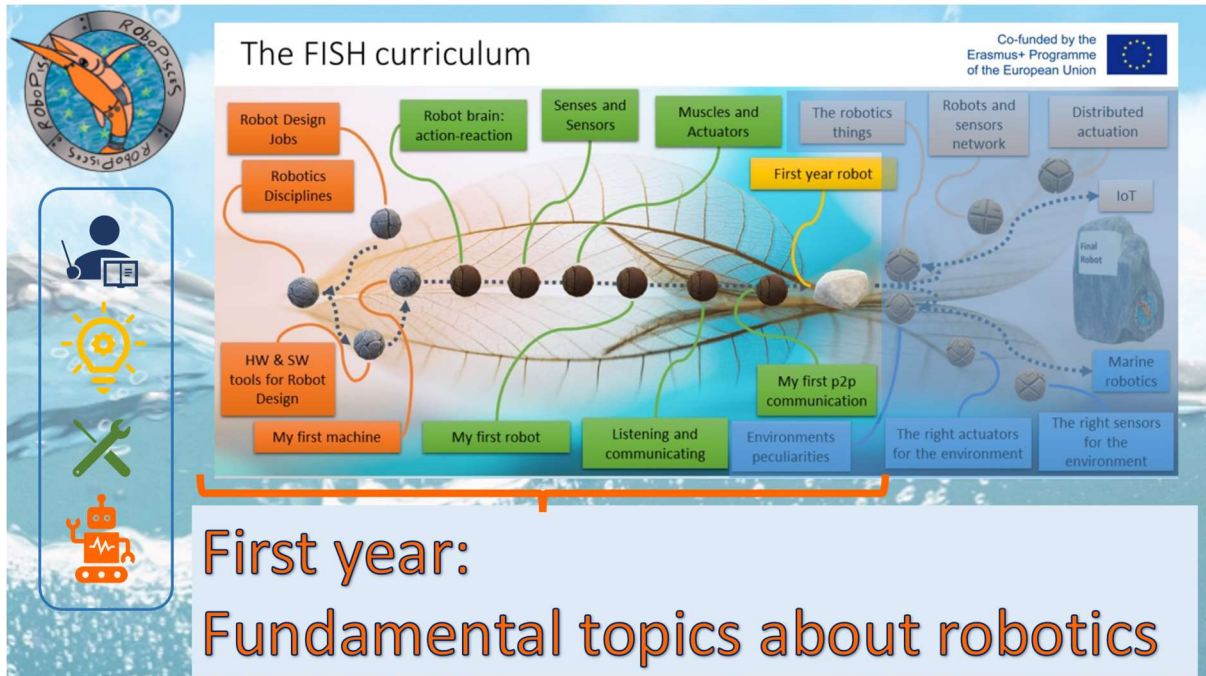 RoboPisces
RoboPisces
RoboPisces
The FISH curriculum
Co-funded by the
Erasmus+ Programme
of the European Union
Robot Design
Jobs
Robotics
Disciplines
Robot brain:
action-reaction
Senses and
Sensors
Muscles and
Actuators
The robotics
things
Robots and
sensors
network
Distributed
actuation
First year robot
IoT
Final
Robot
HW & SW
tools for Robot
Design
My first machine
My first robot
Listening and
communicating
My first p2p
communication
Environments
peculiarities
The right actuators
for the environment
Marine
robotics
The right sensors
for the
environment
First year:
Fundamental topics about robotics